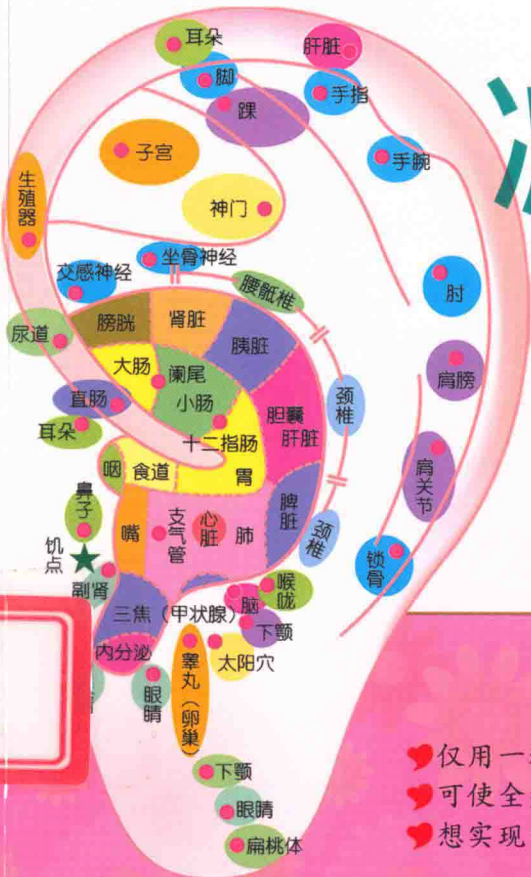 耳朵
肝脏
脚
手指
踝
子宫
手腕
生殖器
神门
坐骨神经
交感神经
腰骶椎
肘
膀胱
肾脏
胰脏
尿道
大肠
阑尾
小肠
直肠
肩膀
颈椎
胆囊
肝脏
十二指肠
耳朵
咽
食道
胃
肩关节
鼻子
嘴
支气管
心脏
肺
脾脏
颈椎
饥点
锁骨
副肾
喉咙
脑
三焦（甲状腺）
下颚
内分泌
睾丸（卵巢）
太阳穴
眼睛
仅用一
下颚
可使全
眼睛
想实现
扁桃体